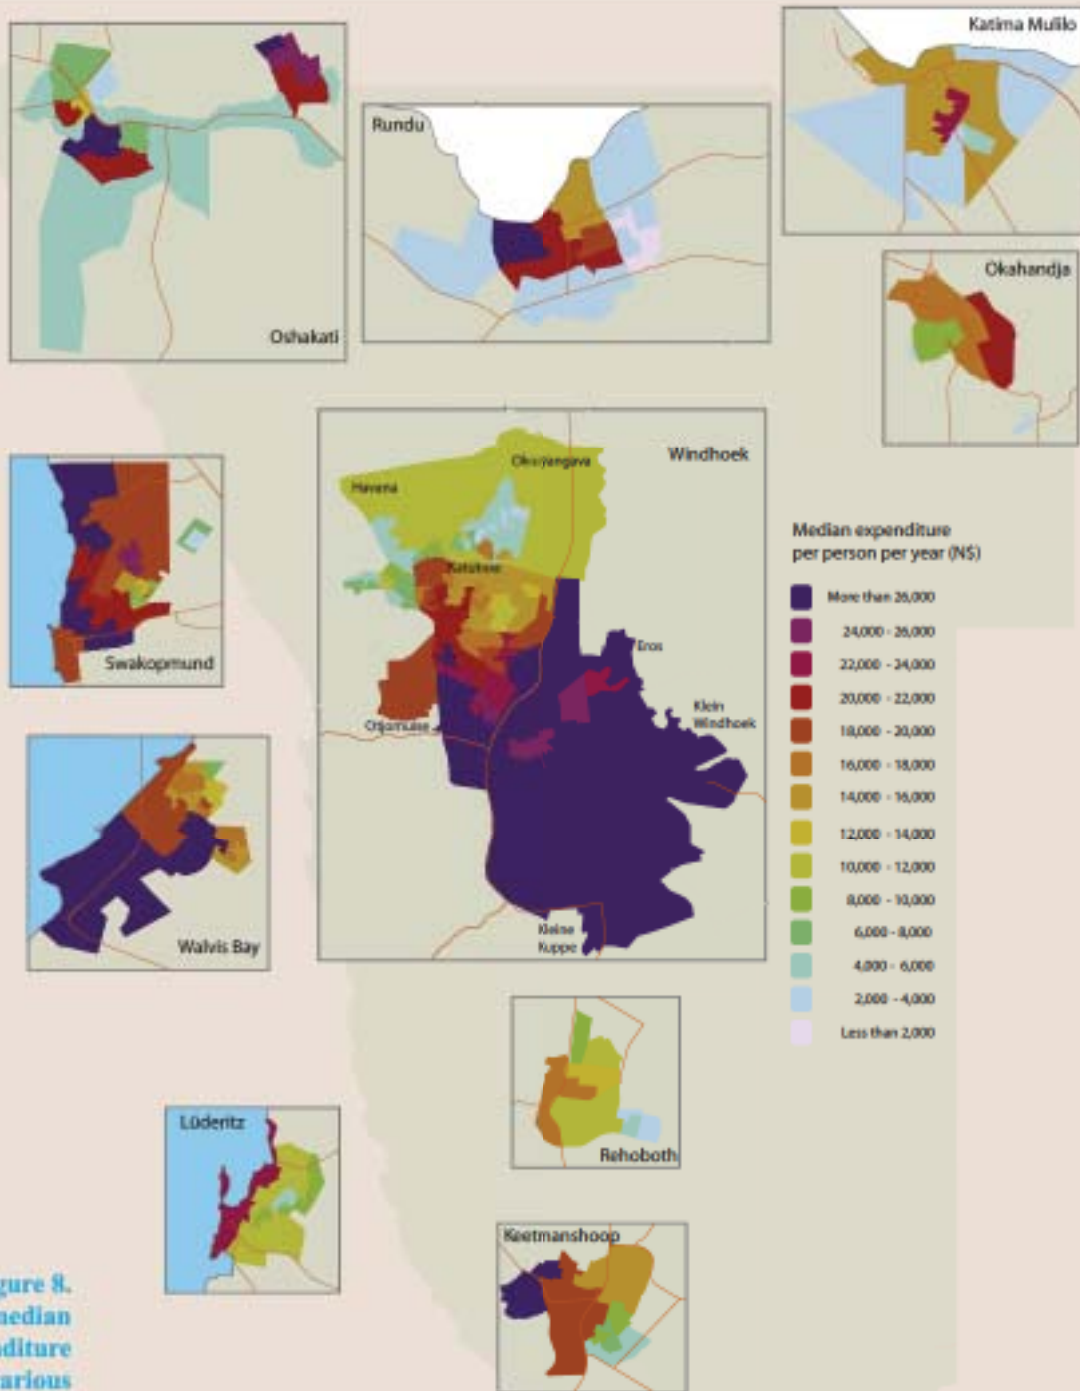 Katima Mulilo
Rundu
Oshakati
Okahandja
Windhoek
Okuryangava
Havana
Katutura
Eros
Klein
Windhoek
Otjomuise
Kleine
Kuppe
Swakopmund
Walvis Bay
Median expenditure
per person per year (N$)
More than 26,000
24,000 - 26,000
22,000 - 24,000
20,000 - 22,000
18,000 - 20,000
16,000 - 18,000
14,000 - 16,000
12,000 - 14,000
10,000 - 12,000
8,000 - 10,000
6,000 - 8,000
4,000 - 6,000
2,000 - 4,000
Less than 2,000
Rehoboth
Lüderitz
Keetmanshoop
gure 8.
nedian
diture
arious